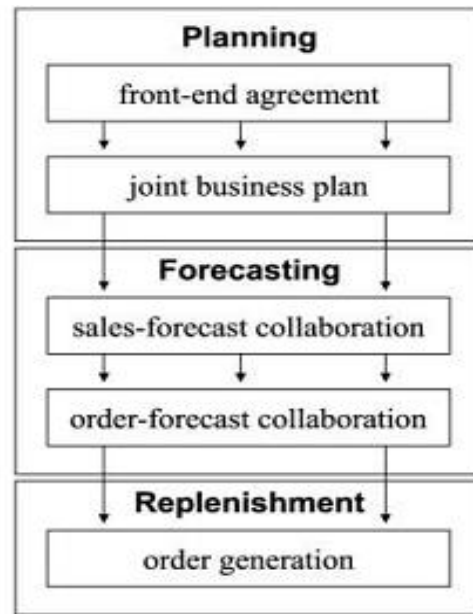 Planning
front-end agreement
joint business plan
Forecasting
sales-forecast collaboration
order-forecast collaboration
Replenishment
order generation